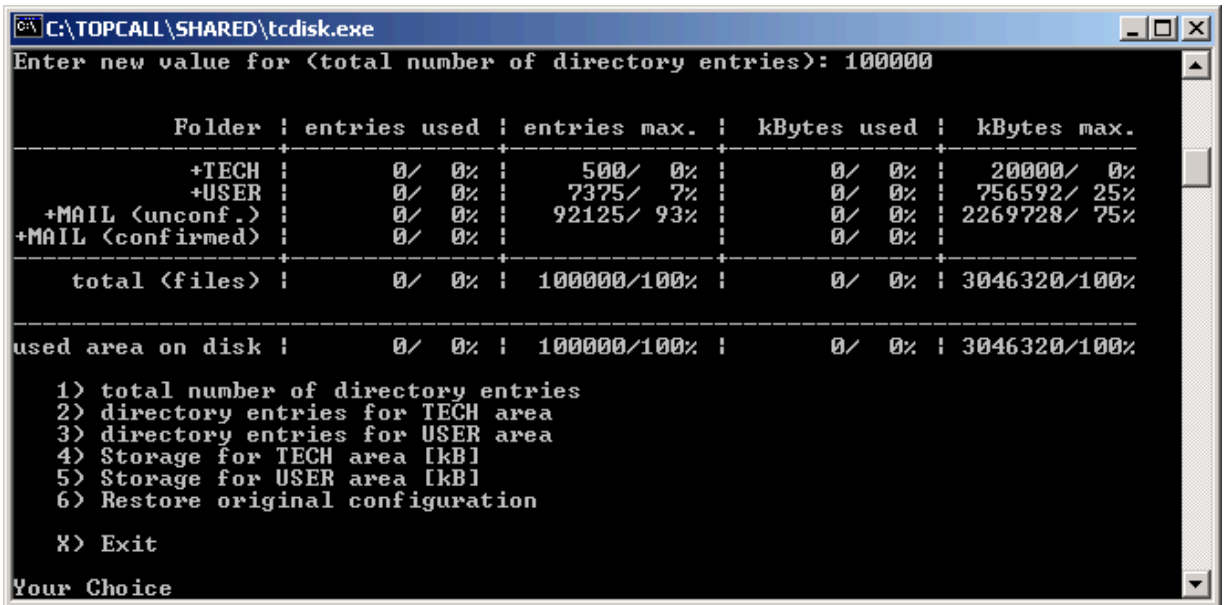 C:\TOPCALL\SHARED\tcdisk.exe
Enter new value for (total number of directory entries): 100000
Folder ¦ entries used ¦ entries max. ¦ kBytes used ¦ kBytes max.
+TECH ¦ 0/ 0% ¦ 500/ 0% ¦ 0/ 0% ¦ 20000/ 0%
+USER ¦ 0/ 0% ¦ 7375/ 7% ¦ 0/ 0% ¦ 756592/ 25%
+MAIL (unconf.) ¦ 0/ 0% ¦ 92125/ 93% ¦ 0/ 0% ¦ 2269728/ 75%
+MAIL (confirmed) ¦ 0/ 0% ¦ ¦ 0/ 0% ¦
total (files) ¦ 0/ 0% ¦ 100000/100% ¦ 0/ 0% ¦ 3046320/100%
used area on disk ¦ 0/ 0% ¦ 100000/100% ¦ 0/ 0% ¦ 3046320/100%
1) total number of directory entries
2) directory entries for TECH area
3) directory entries for USER area
4) Storage for TECH area [kB]
5) Storage for USER area [kB]
6) Restore original configuration
X) Exit
Your Choice